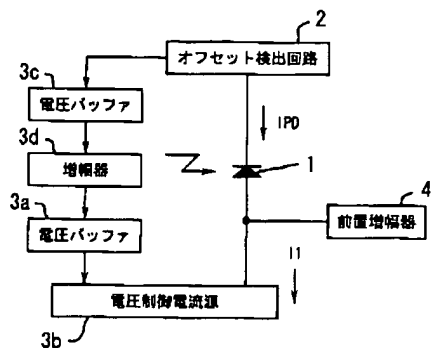 2
オフセット検出回路
3c
電圧バッファ
IPD
3d
増幅器
1
3a
電圧バッファ
4
前置増幅器
I1
電圧制御電流源
3b